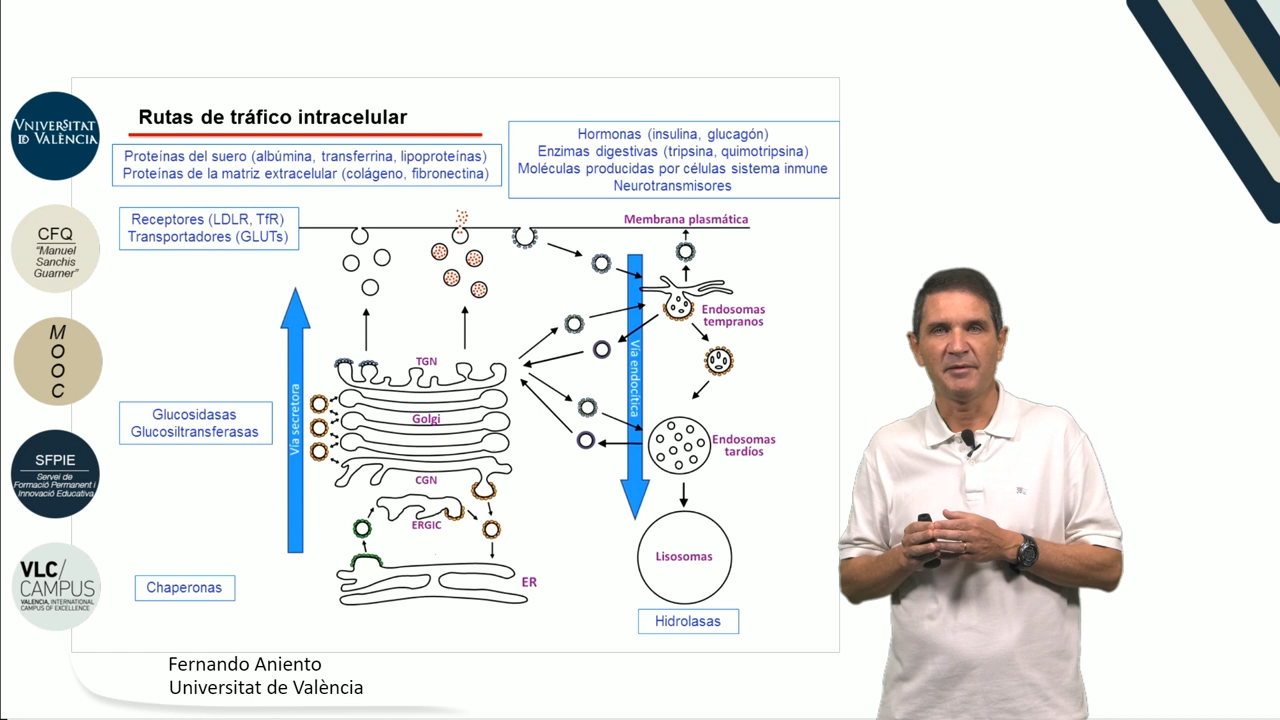 VNIVERSITAT
ID VALÈNCIA
CFQ
"Manuel
Sanchis
Guarner"
M
O
O
C
SFPIE
Servei de
Formació Permanent i
Innovació Educativa
VLC/
CAMPUS
VALENCIA, INTERNATIONAL
CAMPUS OF EXCELLENCE
Rutas de tráfico intracelular
Proteínas del suero (albúmina, transferrina, lipoproteínas)
Proteínas de la matriz extracelular (colágeno, fibronectina)
Hormonas (insulina, glucagón)
Enzimas digestivas (tripsina, quimotripsina)
Moléculas producidas por células sistema inmune
Neurotransmisores
Receptores (LDLR, TfR)
Transportadores (GLUTs)
Membrana plasmática
Endosomas
tempranos
TGN
Vía secretora
Vía endocítica
Glucosidasas
Glucosiltransferasas
Golgi
Endosomas
tardíos
CGN
ERGIC
Lisosomas
ER
Chaperonas
Hidrolasas
Fernando Aniento
Universitat de València